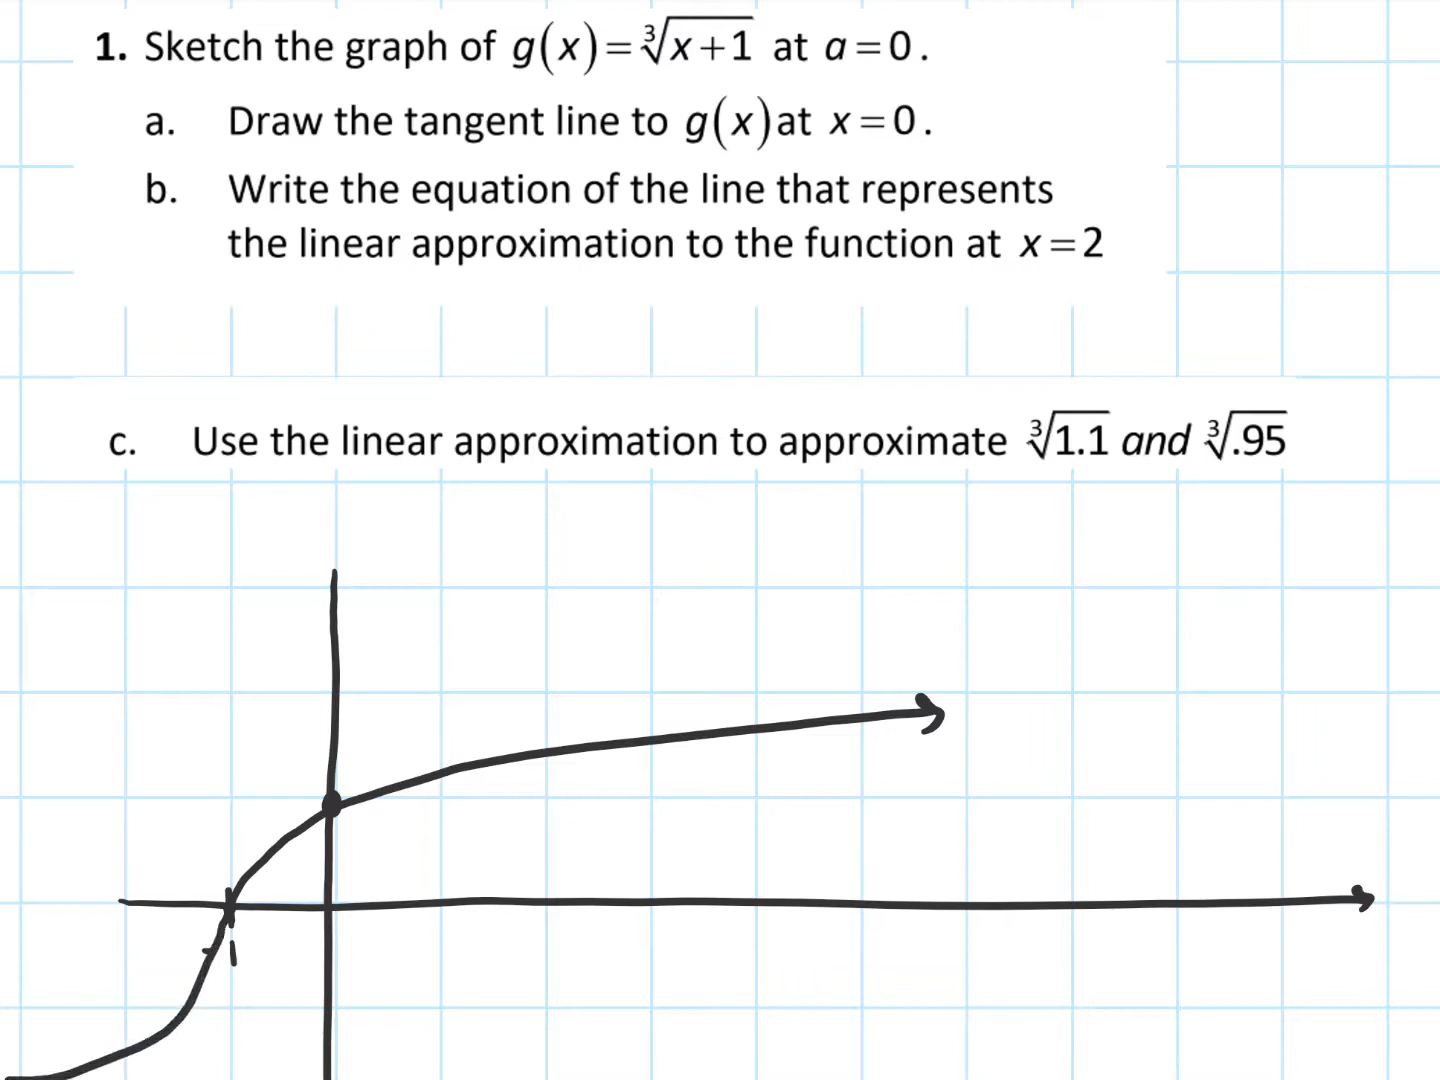 1. Sketch the graph of g(x)=∛x+1 at a=0.
a. Draw the tangent line to g(x) at x=0.
b. Write the equation of the line that represents
the linear approximation to the function at x=2
c. Use the linear approximation to approximate ∛1.1 and ∛.95
-1